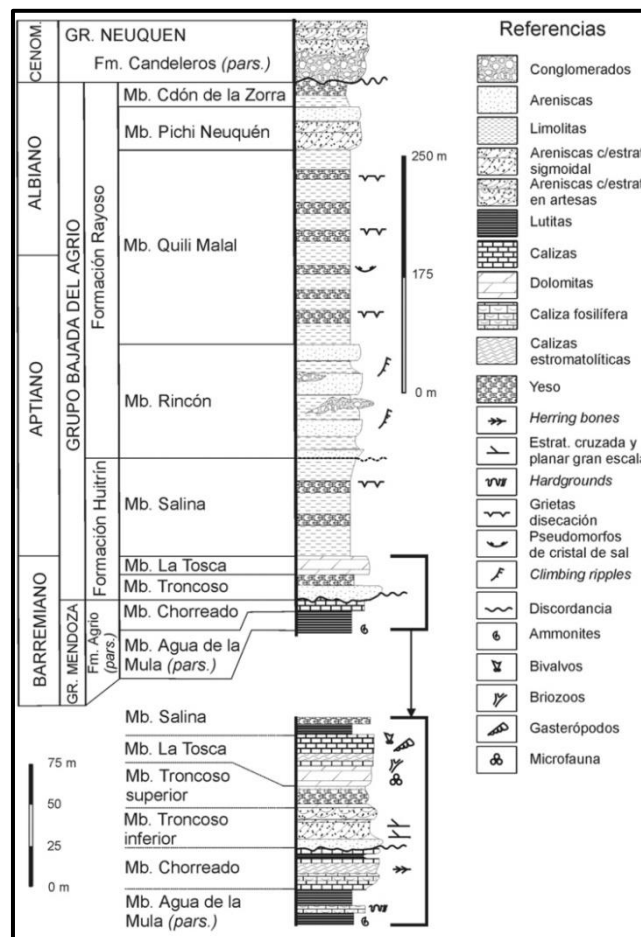 CENOM.
GR. NEUQUEN
Fm. Candeleros (pars.)
ALBIANO
APTIANO
BARREMIANO
GRUPO BAJADA DEL AGRIO
GR. MENDOZA
Formación Rayoso
Formación Huitrín
Fm. Agrio
(pars.)
Mb. Cdón de la Zorra
Mb. Pichi Neuquén
Mb. Quili Malal
Mb. Rincón
Mb. Salina
Mb. La Tosca
Mb. Troncoso
Mb. Chorreado
Mb. Agua de la
Mula (pars.)
250 m
175
0 m
Mb. Salina
Mb. La Tosca
Mb. Troncoso
superior
Mb. Troncoso
inferior
Mb. Chorreado
Mb. Agua de la
Mula (pars.)
75 m
50
25
0 m
Referencias
Conglomerados
Areniscas
Limolitas
Areniscas c/estrat
sigmoidal
Areniscas c/estrat
en artesas
Lutitas
Calizas
Dolomitas
Caliza fosilífera
Calizas
estromatolíticas
Yeso
Herring bones
Estrat. cruzada y
planar gran escala
Hardgrounds
Grietas
disecación
Pseudomorfos
de cristal de sal
Climbing ripples
Discordancia
Ammonites
Bivalvos
Briozoos
Gasterópodos
Microfauna